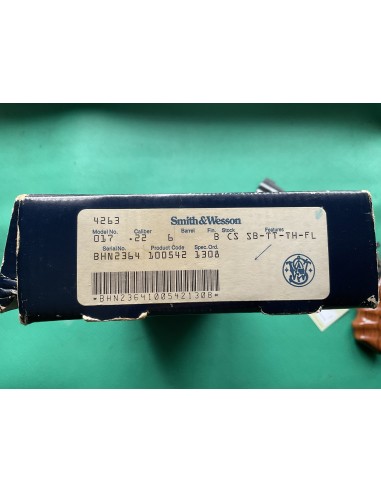 4263 Smith&Wesson
Model No. Caliber Barrel Fin. Stock Features
017 .22 6 B CS SB-TT-TH-FL
Serial No. Product Code Spec. Ord.
BHN2364 100542 1308
*BHN23641005421308*